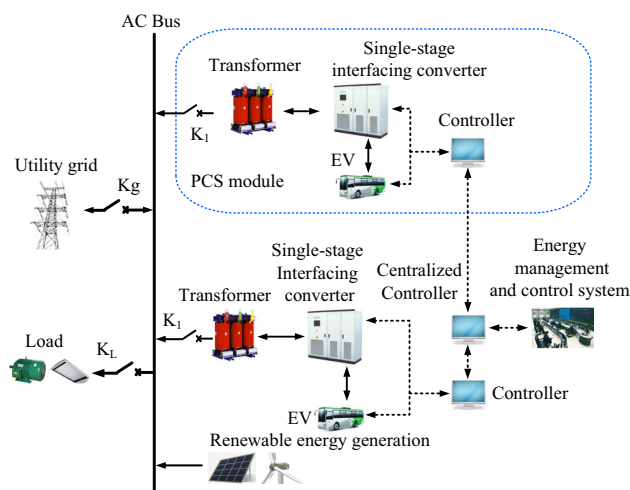 AC Bus
Single-stage
interfacing converter
Transformer
Controller
K1
EV
PCS module
Utility grid
Kg
Single-stage
Interfacing
converter
Transformer
Centralized
Controller
Energy
management
and control system
K1
Load
KL
Controller
EV
Renewable energy generation